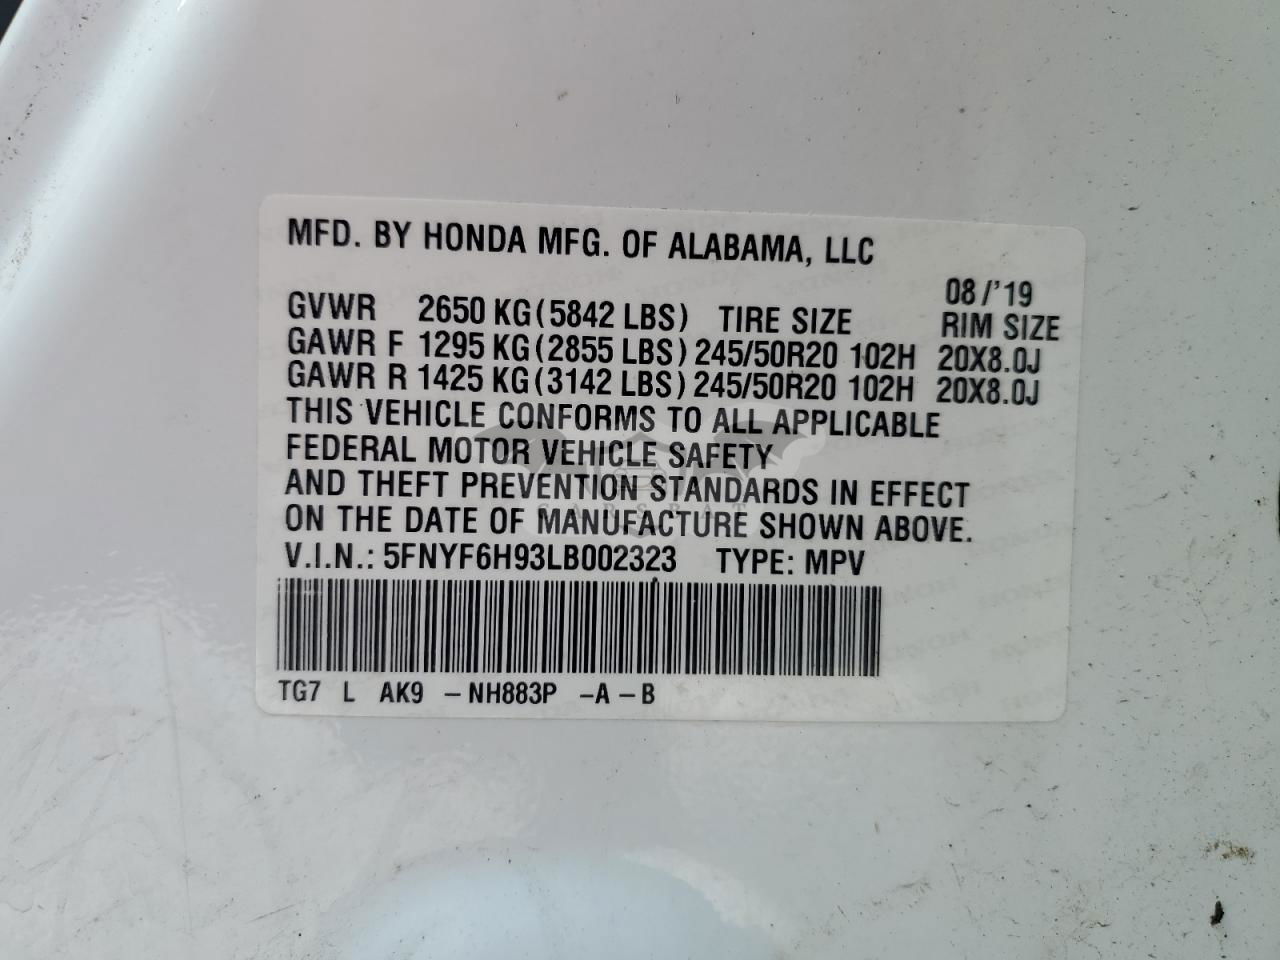 MFD. BY HONDA MFG. OF ALABAMA, LLC
08/'19
GVWR 2650 KG(5842 LBS) TIRE SIZE RIM SIZE
GAWR F 1295 KG(2855 LBS) 245/50R20 102H 20X8.0J
GAWR R 1425 KG(3142 LBS) 245/50R20 102H 20X8.0J
THIS VEHICLE CONFORMS TO ALL APPLICABLE
FEDERAL MOTOR VEHICLE SAFETY
AND THEFT PREVENTION STANDARDS IN EFFECT
ON THE DATE OF MANUFACTURE SHOWN ABOVE.
V.I.N.: 5FNYF6H93LB002323 TYPE: MPV
TG7 L AK9 -NH883P -A-B